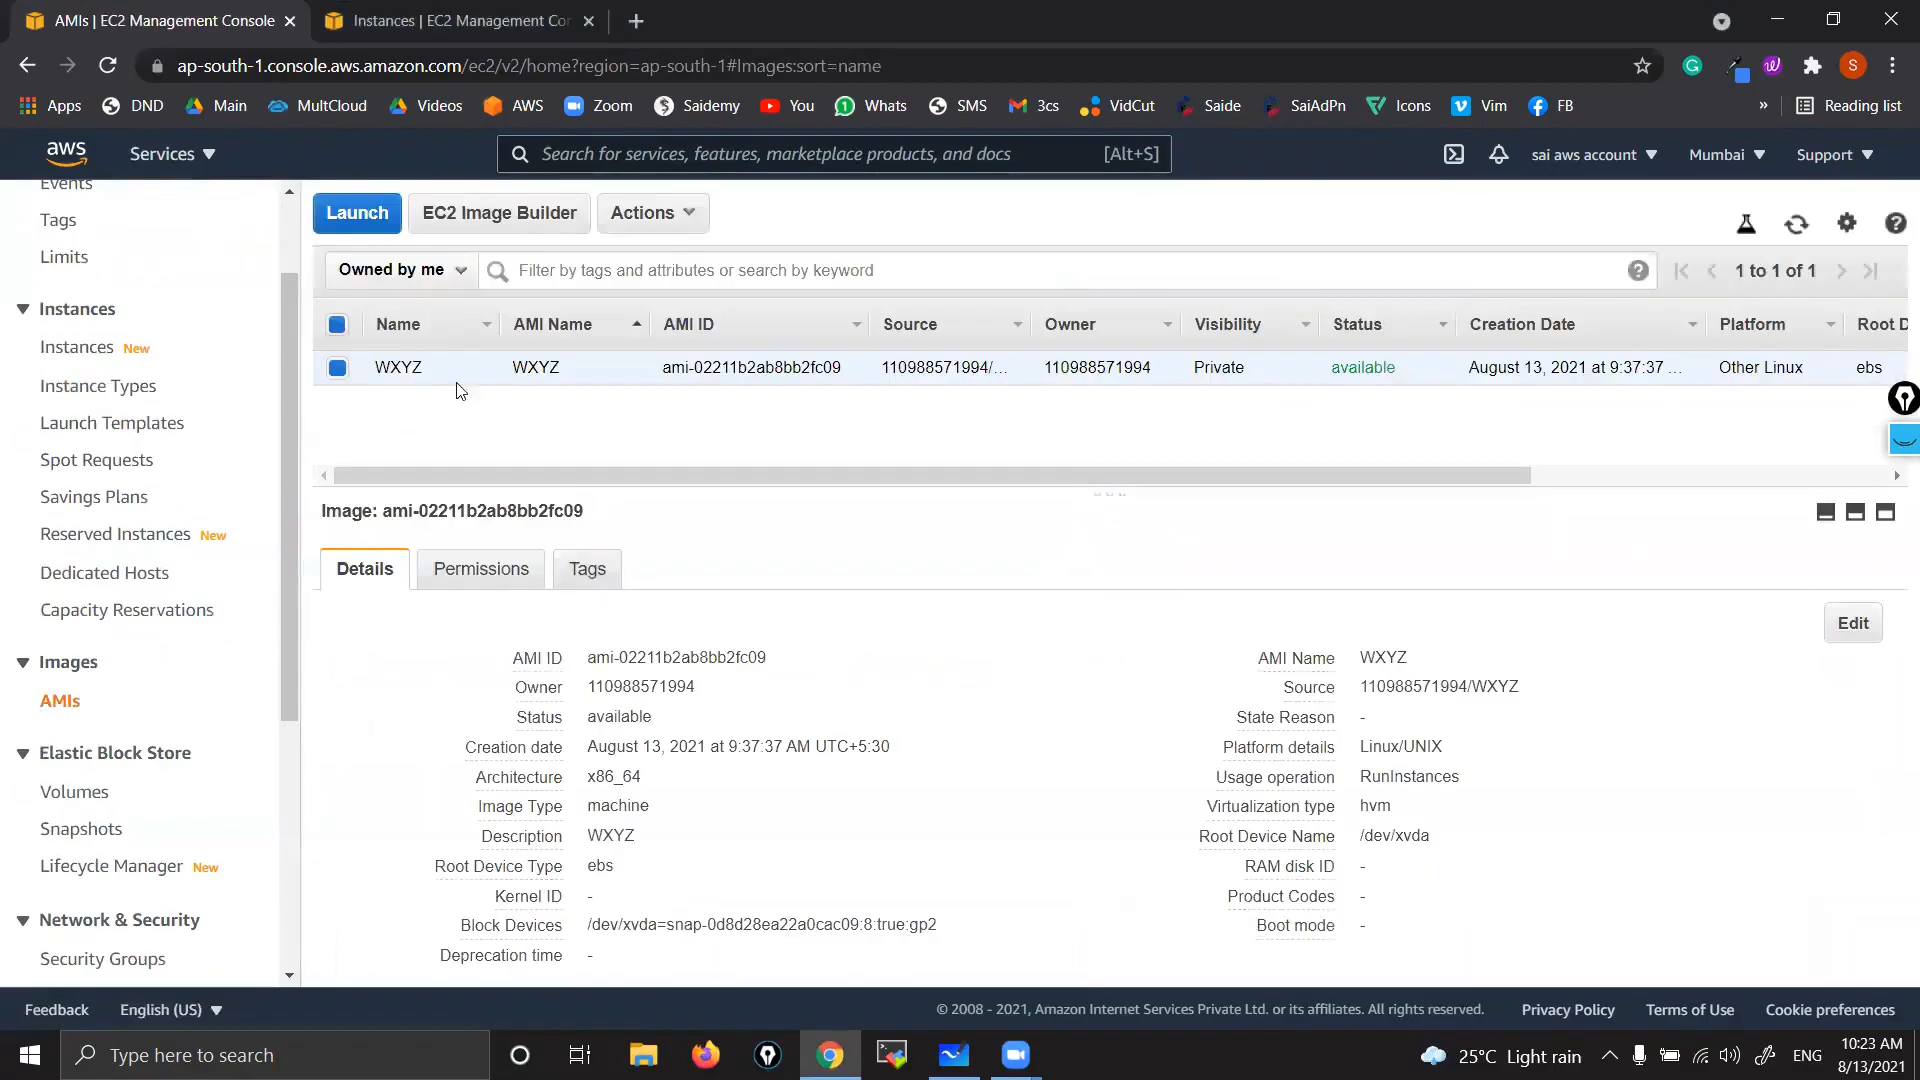 AMIs | EC2 Management Console
Instances | EC2 Management Co
ap-south-1.console.aws.amazon.com/ec2/v2/home?region=ap-south-1#Images:sort=name
S
Apps DND Main MultCloud Videos AWS Zoom Saidemy You Whats SMS 3cs VidCut Saide SaiAdPn Icons Vim FB » Reading list
aws Services Search for services, features, marketplace products, and docs [Alt+S] sai aws account Mumbai Support
Events
Tags
Limits
Instances
Instances New
Instance Types
Launch Templates
Spot Requests
Savings Plans
Reserved Instances New
Dedicated Hosts
Capacity Reservations
Images
AMIs
Elastic Block Store
Volumes
Snapshots
Lifecycle Manager New
Network & Security
Security Groups
Launch EC2 Image Builder Actions
Owned by me Filter by tags and attributes or search by keyword 1 to 1 of 1
Name AMI Name AMI ID Source Owner Visibility Status Creation Date Platform Root D
WXYZ WXYZ ami-02211b2ab8bb2fc09 110988571994/... 110988571994 Private available August 13, 2021 at 9:37:37 ... Other Linux ebs
Image: ami-02211b2ab8bb2fc09
Details Permissions Tags
Edit
AMI ID ami-02211b2ab8bb2fc09 AMI Name WXYZ
Owner 110988571994 Source 110988571994/WXYZ
Status available State Reason -
Creation date August 13, 2021 at 9:37:37 AM UTC+5:30 Platform details Linux/UNIX
Architecture x86_64 Usage operation RunInstances
Image Type machine Virtualization type hvm
Description WXYZ Root Device Name /dev/xvda
Root Device Type ebs RAM disk ID -
Kernel ID - Product Codes -
Block Devices /dev/xvda=snap-0d8d28ea22a0cac09:8:true:gp2 Boot mode -
Deprecation time -
Feedback English (US) © 2008 - 2021, Amazon Internet Services Private Ltd. or its affiliates. All rights reserved. Privacy Policy Terms of Use Cookie preferences
Type here to search 25°C Light rain ENG 10:23 AM
8/13/2021